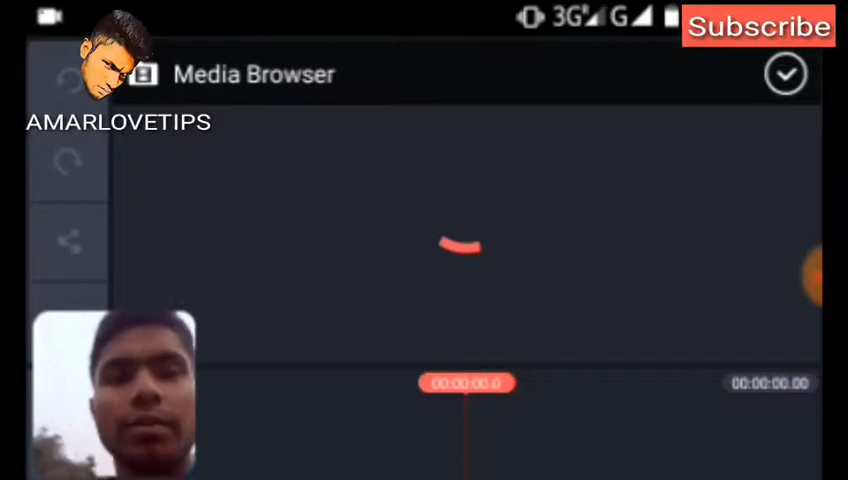 3G G
Subscribe
Media Browser
AMARLOVETIPS
00:00:00.0
00:00:00.00